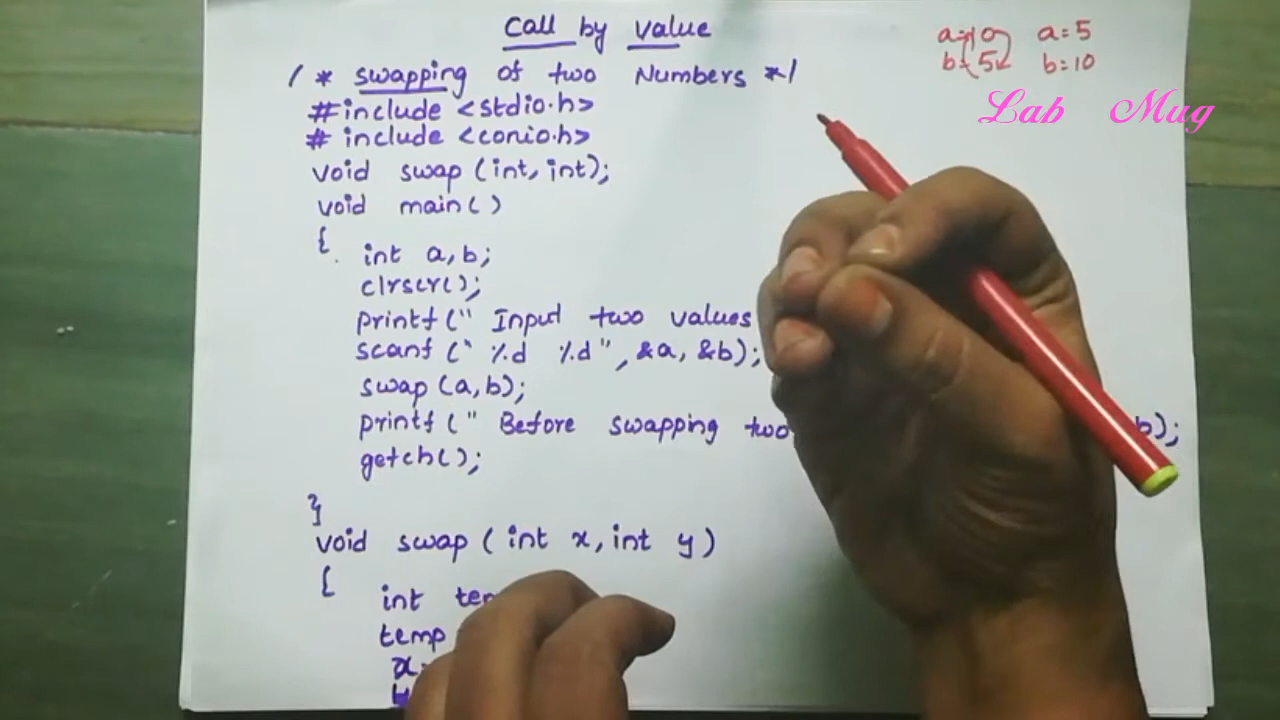 Call by value
/* swapping of two Numbers */
#include <stdio.h>
# include <conio.h>
void swap (int, int);
void main()
{
int a,b;
clrscr();
printf (" Input two values
scanf (" %d %d", &a, &b);
swap (a,b);
printf (" Before swapping two b);
getch();
}
void swap ( int x, int y )
{
int
temp
x
a=10 a=5
b=5 b=10
Lab Mug